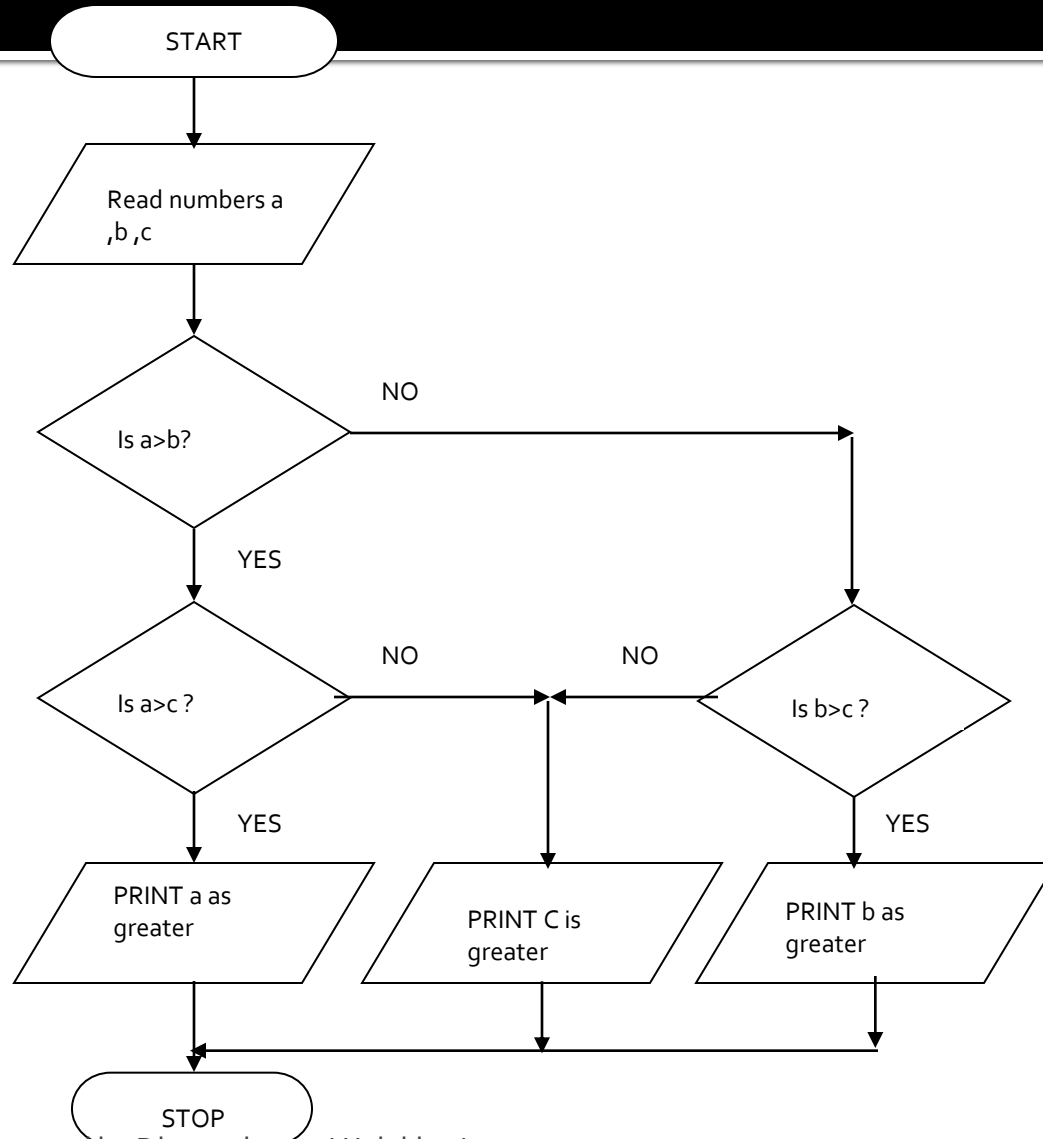 START
Read numbers a
,b ,c
NO
Is a>b?
YES
NO
NO
Is a>c ?
Is b>c ?
YES
YES
PRINT a as
greater
PRINT C is
greater
PRINT b as
greater
STOP